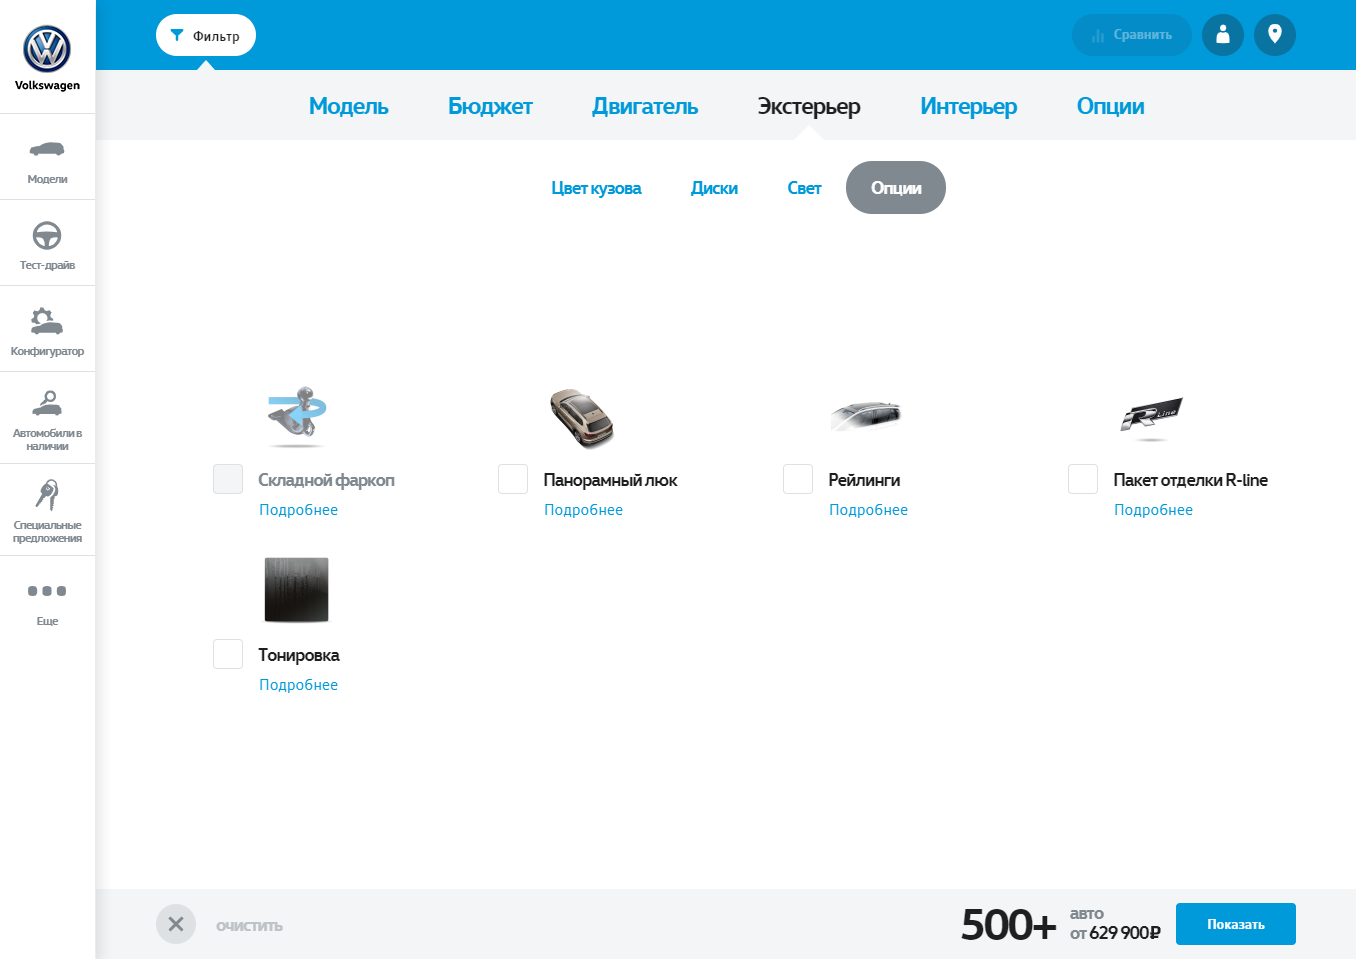 Фильтр
Сравнить
Volkswagen
Модель
Бюджет
Двигатель
Экстерьер
Интерьер
Опции
Модели
Тест-драйв
Конфигуратор
Автомобили в
наличии
Специальные
предложения
Еще
Цвет кузова
Диски
Свет
Опции
R Line
Складной фаркоп
Подробнее
Панорамный люк
Подробнее
Рейлинги
Подробнее
Пакет отделки R-line
Подробнее
Тонировка
Подробнее
очистить
500+
авто
от 629 900₽
Показать